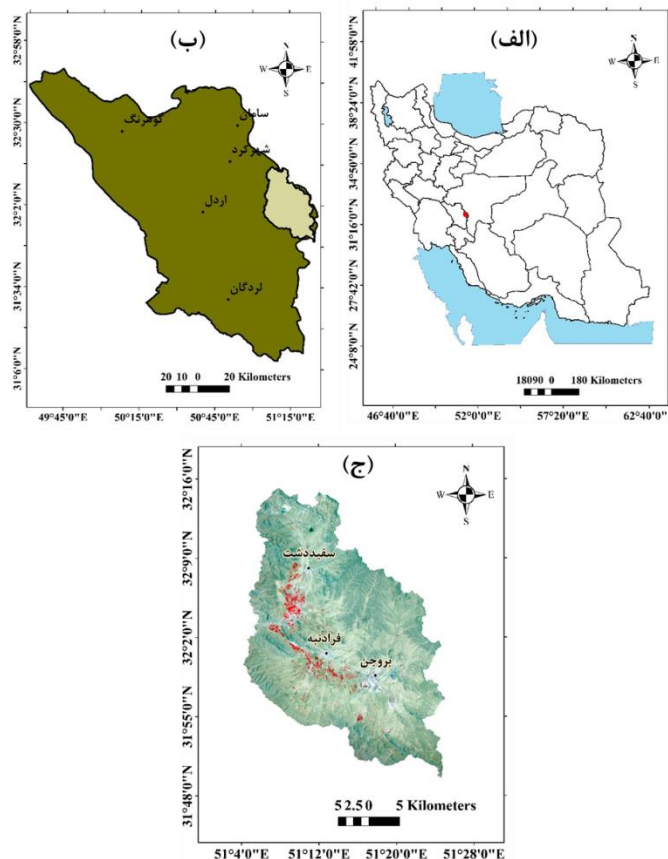 (الف)
N
W E
S
41°58'0"N
38°24'0"N
34°50'0"N
31°16'0"N
27°42'0"N
24°8'0"N
18090 0 180 Kilometers
46°40'0"E 52°0'0"E 57°20'0"E 62°40'0"E
(ب)
N
W E
S
32°58'0"N
32°30'0"N
32°2'0"N
31°34'0"N
31°6'0"N
سامان
کوهرنگ
شهرکرد
اردل
لردگان
20 10 0 20 Kilometers
49°45'0"E 50°15'0"E 50°45'0"E 51°15'0"E
(ج)
N
W E
S
32°16'0"N
32°9'0"N
32°2'0"N
31°55'0"N
31°48'0"N
سفیددشت
فرادنبه
بروجن
5 2.5 0 5 Kilometers
51°4'0"E 51°12'0"E 51°20'0"E 51°28'0"E